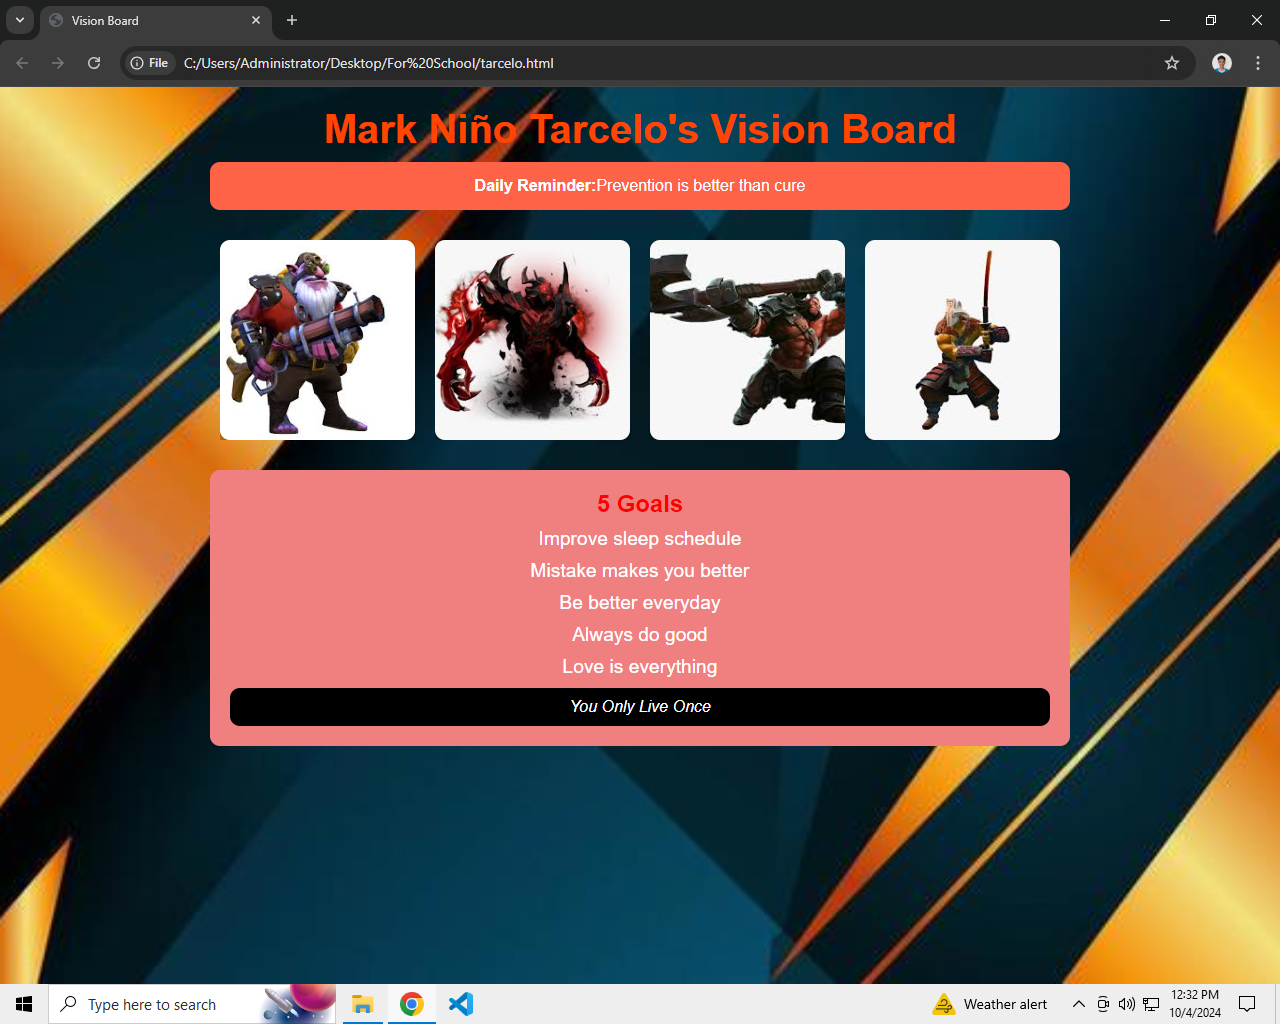 Vision Board
File
C:/Users/Administrator/Desktop/For%20School/tarcelo.html
Mark Niño Tarcelo's Vision Board
Daily Reminder:Prevention is better than cure
5 Goals
Improve sleep schedule
Mistake makes you better
Be better everyday
Always do good
Love is everything
You Only Live Once
Type here to search
Weather alert
12:32 PM
10/4/2024